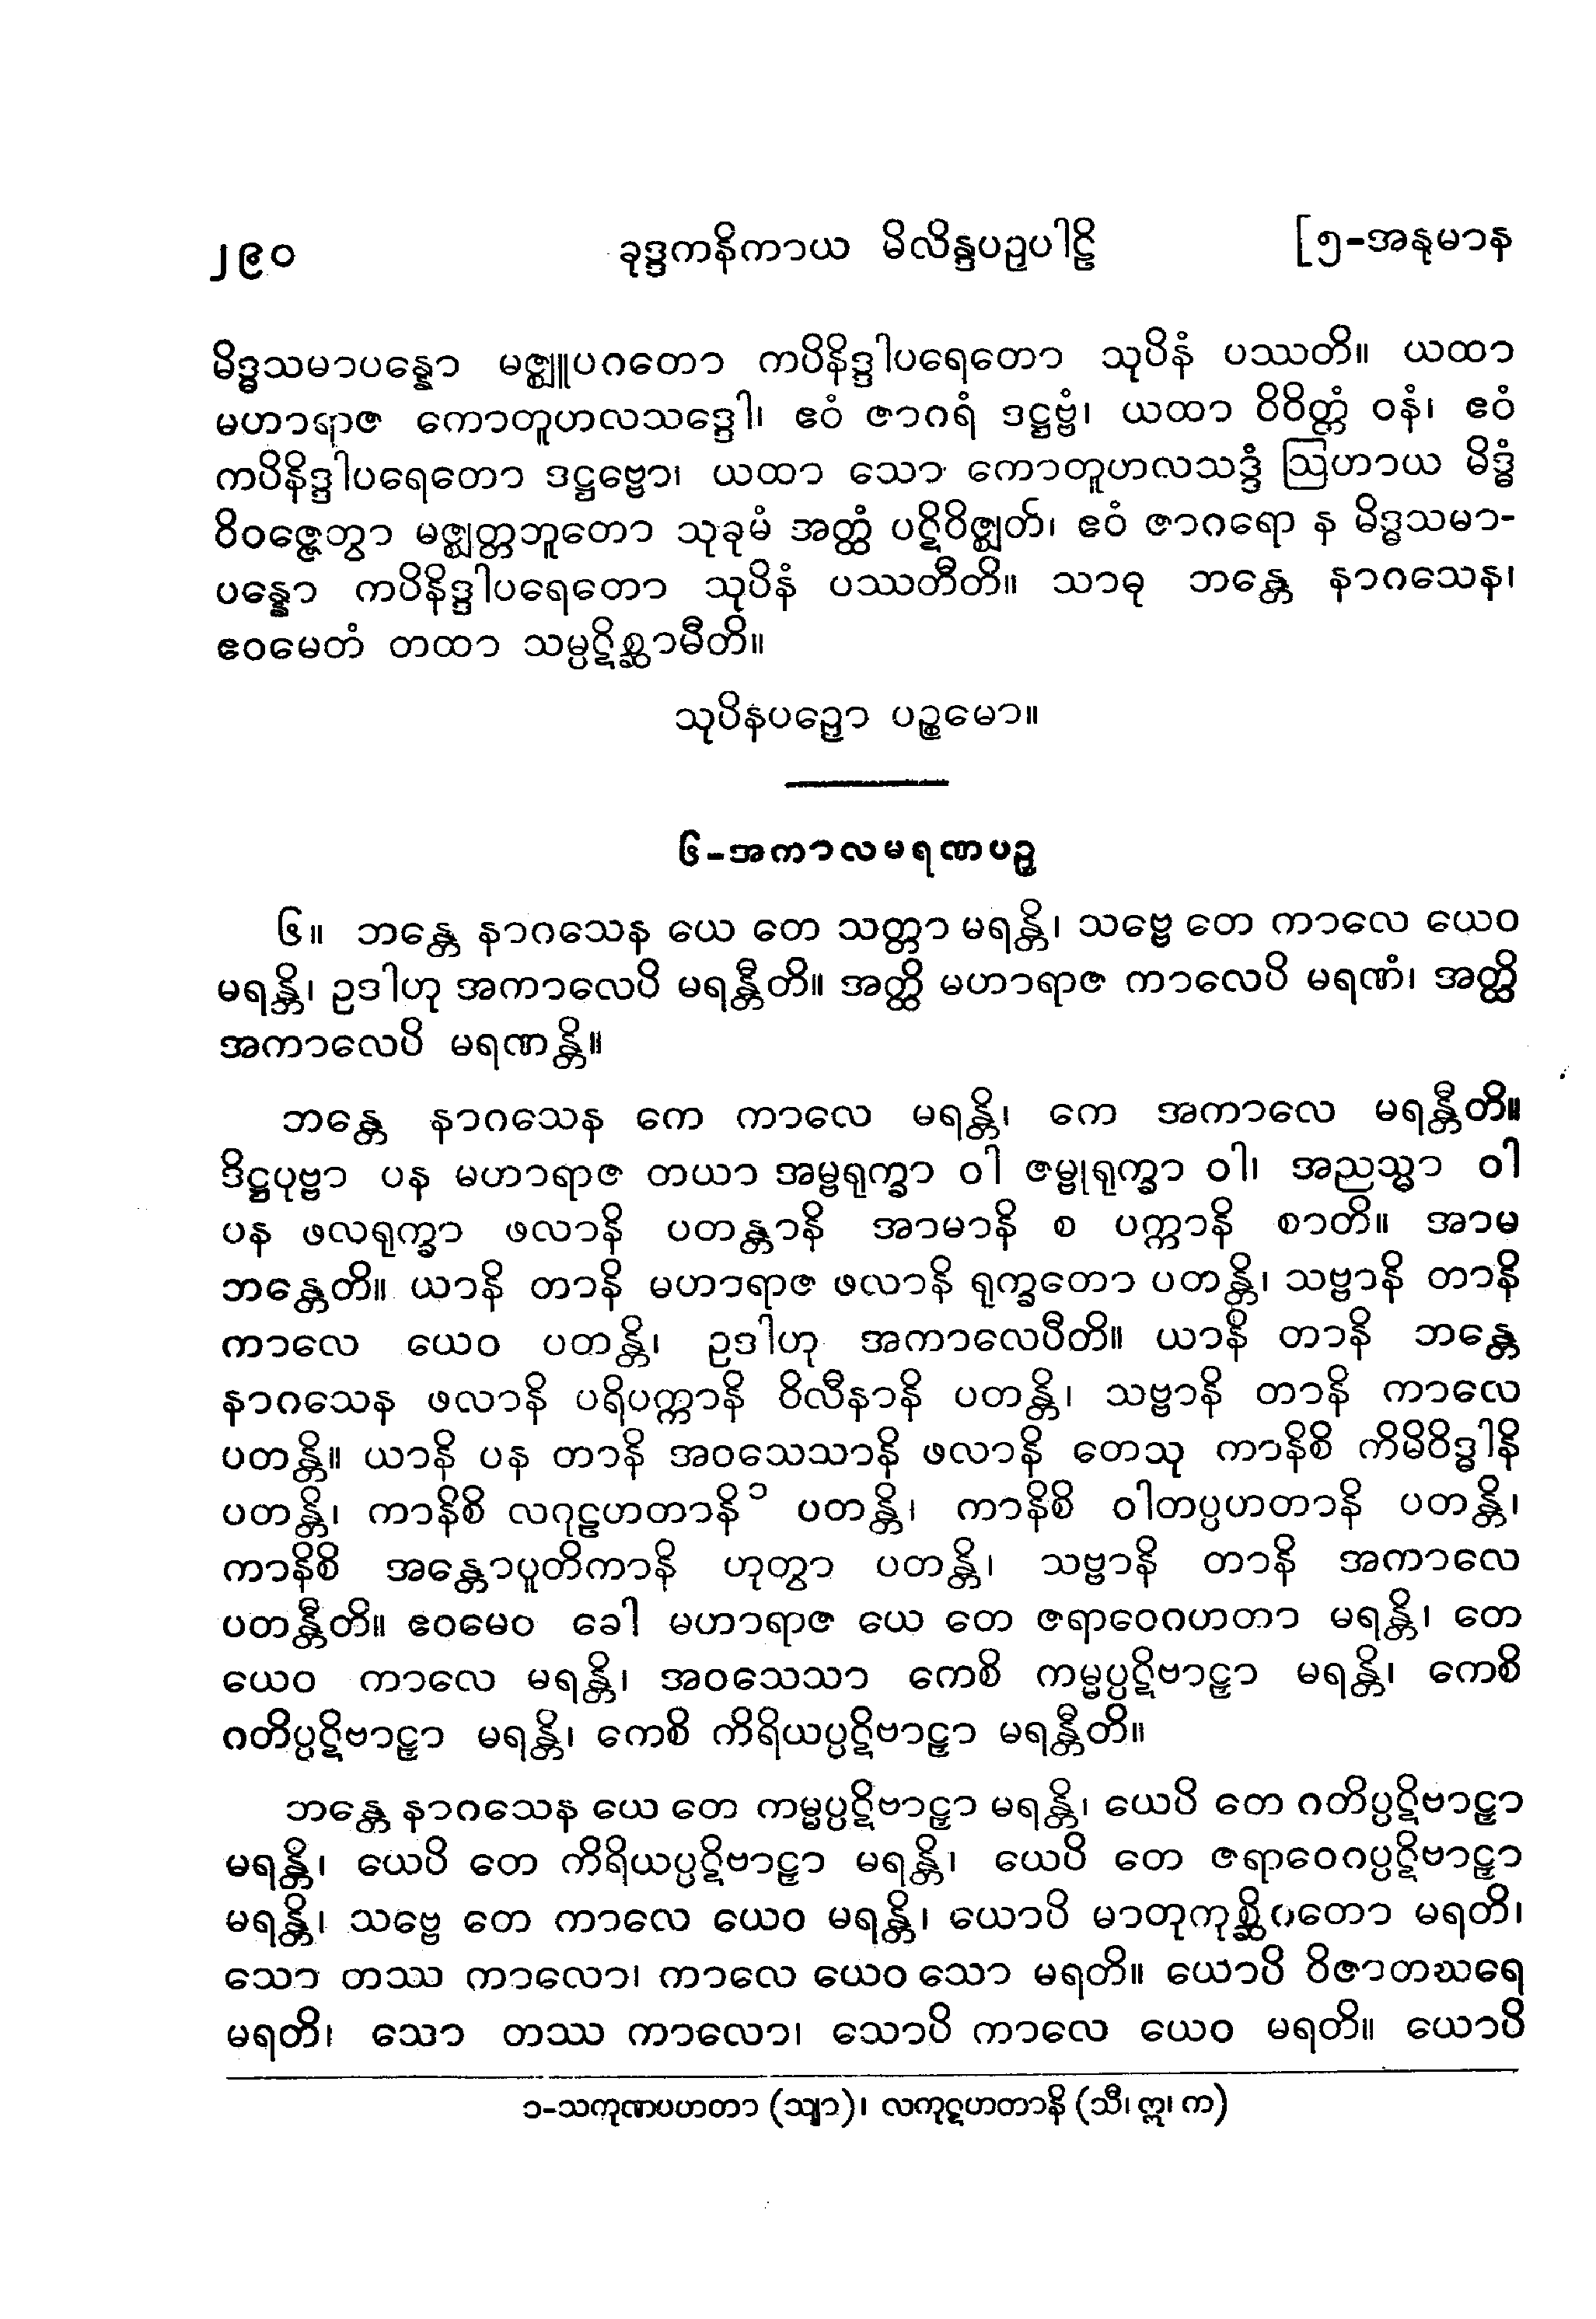 ၂၉၀ ခုဒ္ဒကနိကာယ မိလိန္ဒပဉှပါဠိ [၅-အနုမာန
မိဒ္ဓသမာပန္နော မဇ္ဈူပဂတော ကပိနိဒ္ဒါပရေတော သုပိနံ ပဿတိ။ ယထာ
မဟာရာဇ ကောတူဟလသဒ္ဒေါ၊ ဧဝံ ဇာဂရံ ဒဋ္ဌဗ္ဗံ၊ ယထာ ဝိဝိတ္တံ ဝနံ၊ ဧဝံ
ကပိနိဒ္ဒါပရေတော ဒဋ္ဌဗ္ဗော၊ ယထာ သော ကောတူဟလသဒ္ဒံ ဩဟာယ မိဒ္ဓံ
ဝိဝဇ္ဇေတွာ မဇ္ဈတ္တဘူတော သုခုမံ အတ္ထံ ပဋိဝိဇ္ဈတ်၊ ဧဝံ ဇာဂရော န မိဒ္ဓသမာ-
ပန္နော ကပိနိဒ္ဒါပရေတော သုပိနံ ပဿတီတိ။ သာဓု ဘန္တေ နာဂသေန၊
ဧဝမေတံ တထာ သမ္ပဋိစ္ဆာမီတိ။
သုပိနပဉှော ပဉ္စမော။
၆-အကာလမရဏပဉှ
၆။ ဘန္တေ နာဂသေန ယေ တေ သတ္တာ မရန္တိ၊ သဗ္ဗေ တေ ကာလေ ယေဝ
မရန္တိ၊ ဥဒါဟု အကာလေပိ မရန္တီတိ။ အတ္ထိ မဟာရာဇ ကာလေပိ မရဏံ၊ အတ္ထိ
အကာလေပိ မရဏန္တိ။
ဘန္တေ နာဂသေန ကေ ကာလေ မရန္တိ၊ ကေ အကာလေ မရန္တီတိ။
ဒိဋ္ဌပုဗ္ဗာ ပန မဟာရာဇ တယာ အမ္ဗရုက္ခာ ဝါ ဇမ္ဗုရုက္ခာ ဝါ၊ အညသ္မာ ဝါ
ပန ဖလရုက္ခာ ဖလာနိ ပတန္တာနိ အာမာနိ စ ပက္ကာနိ စာတိ။ အာမ
ဘန္တေတိ။ ယာနိ တာနိ မဟာရာဇ ဖလာနိ ရုက္ခတော ပတန္တိ၊ သဗ္ဗာနိ တာနိ
ကာလေ ယေဝ ပတန္တိ၊ ဥဒါဟု အကာလေပီတိ။ ယာနိ တာနိ ဘန္တေ
နာဂသေန ဖလာနိ ပရိပက္ကာနိ ဝိလီနာနိ ပတန္တိ၊ သဗ္ဗာနိ တာနိ ကာလေ
ပတန္တိ။ ယာနိ ပန တာနိ အဝသေသာနိ ဖလာနိ တေသု ကာနိစိ ကိမိဝိဒ္ဓါနိ
ပတန္တိ၊ ကာနိစိ လဂုဠဟတာနိ ၁ ပတန္တိ၊ ကာနိစိ ဝါတပ္ပဟတာနိ ပတန္တိ၊
ကာနိစိ အန္တောပူတိကာနိ ဟုတွာ ပတန္တိ၊ သဗ္ဗာနိ တာနိ အကာလေ
ပတန္တီတိ။ ဧဝမေဝ ခေါ မဟာရာဇ ယေ တေ ဇရာဝေဂဟတာ မရန္တိ၊ တေ
ယေဝ ကာလေ မရန္တိ၊ အဝသေသာ ကေစိ ကမ္မပ္ပဋိဗာဠှာ မရန္တိ၊ ကေစိ
ဂတိပ္ပဋိဗာဠှာ မရန္တိ၊ ကေစိ ကိရိယပ္ပဋိဗာဠှာ မရန္တီတိ။
ဘန္တေ နာဂသေန ယေ တေ ကမ္မပ္ပဋိဗာဠှာ မရန္တိ၊ ယေပိ တေ ဂတိပ္ပဋိဗာဠှာ
မရန္တိ၊ ယေပိ တေ ကိရိယပ္ပဋိဗာဠှာ မရန္တိ၊ ယေပိ တေ ဇရာဝေဂပ္ပဋိဗာဠှာ
မရန္တိ၊ သဗ္ဗေ တေ ကာလေ ယေဝ မရန္တိ၊ ယောပိ မာတုကုစ္ဆိဂတော မရတိ၊
သော တဿ ကာလော၊ ကာလေ ယေဝ သော မရတိ။ ယောပိ ဝိဇာတဃရေ
မရတိ၊ သော တဿ ကာလော၊ သောပိ ကာလေ ယေဝ မရတိ။ ယောပိ
၁-သကုဏပဟတာ (သျာ)၊ လကုဋဟတာနိ (သီ၊ ဣ၊ က)